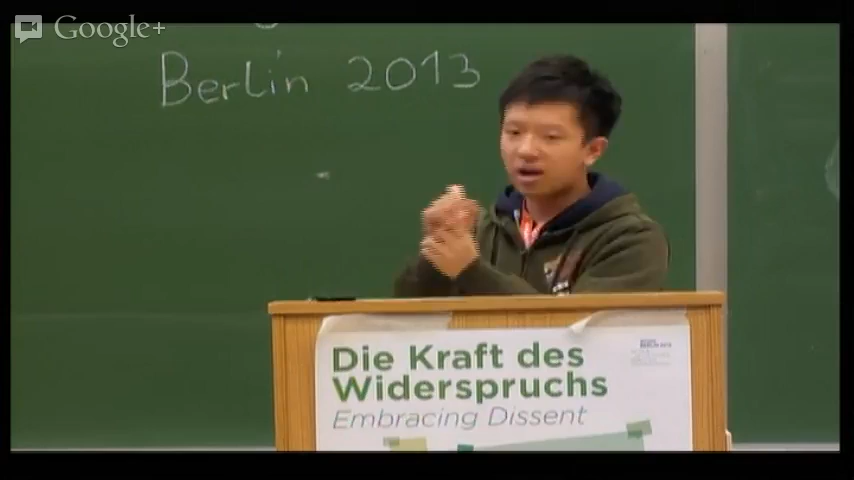 Google+
Berlin 2013
Die Kraft des
Widerspruchs
Embracing Dissent